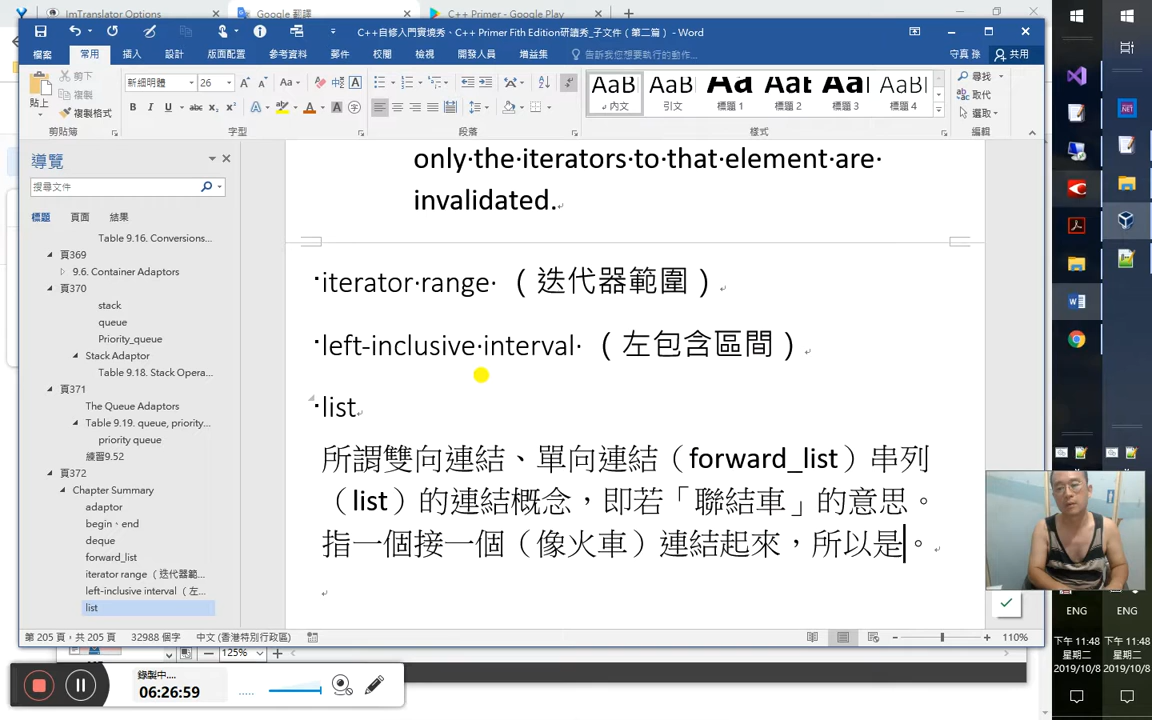 ImTranslator Options
Google 翻譯
C++ Primer - Google Play
C++自修入門實境秀、C++ Primer Fifth Edition研讀秀_子文件（第二篇） - Word
檔案 常用 插入 設計 版面配置 參考資料 郵件 校閱 檢視 開發人員 增益集 告訴我您想要執行的動作... 守真 孫 共用
剪下
複製
貼上
複製格式
新細明體 26
AaB AaB Aa Aat Aal AaB
內文 引文 標題 1 標題 2 標題 3 標題 4
尋找
取代
選取
剪貼簿 字型 段落 樣式 編輯
導覽
搜尋文件
標題 頁面 結果
Table 9.16. Conversions...
頁369
9.6. Container Adaptors
頁370
stack
queue
Priority_queue
Stack Adaptor
Table 9.18. Stack Opera...
頁371
The Queue Adaptors
Table 9.19. queue, priority...
priority queue
練習9.52
頁372
Chapter Summary
adaptor
begin、end
deque
forward_list
iterator range （迭代器範...
left-inclusive interval （左...
list
only·the·iterators·to·that·element·are·
invalidated.
iterator·range·（迭代器範圍）
left-inclusive·interval·（左包含區間）
list
所謂雙向連結、單向連結（forward_list）串列
（list）的連結概念，即若「聯結車」的意思。
指一個接一個（像火車）連結起來，所以是。
第 205 頁，共 205 頁 32988 個字 中文 (香港特別行政區) 110%
125%
錄製中....
06:26:59
ENG ENG
下午 11:48 下午 11:48
星期二 星期二
2019/10/8 2019/10/8